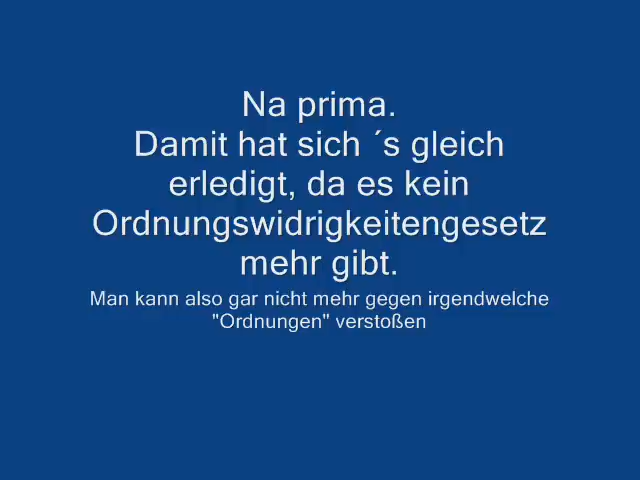 Na prima.
Damit hat sich ´s gleich
erledigt, da es kein
Ordnungswidrigkeitengesetz
mehr gibt.
Man kann also gar nicht mehr gegen irgendwelche
"Ordnungen" verstoßen